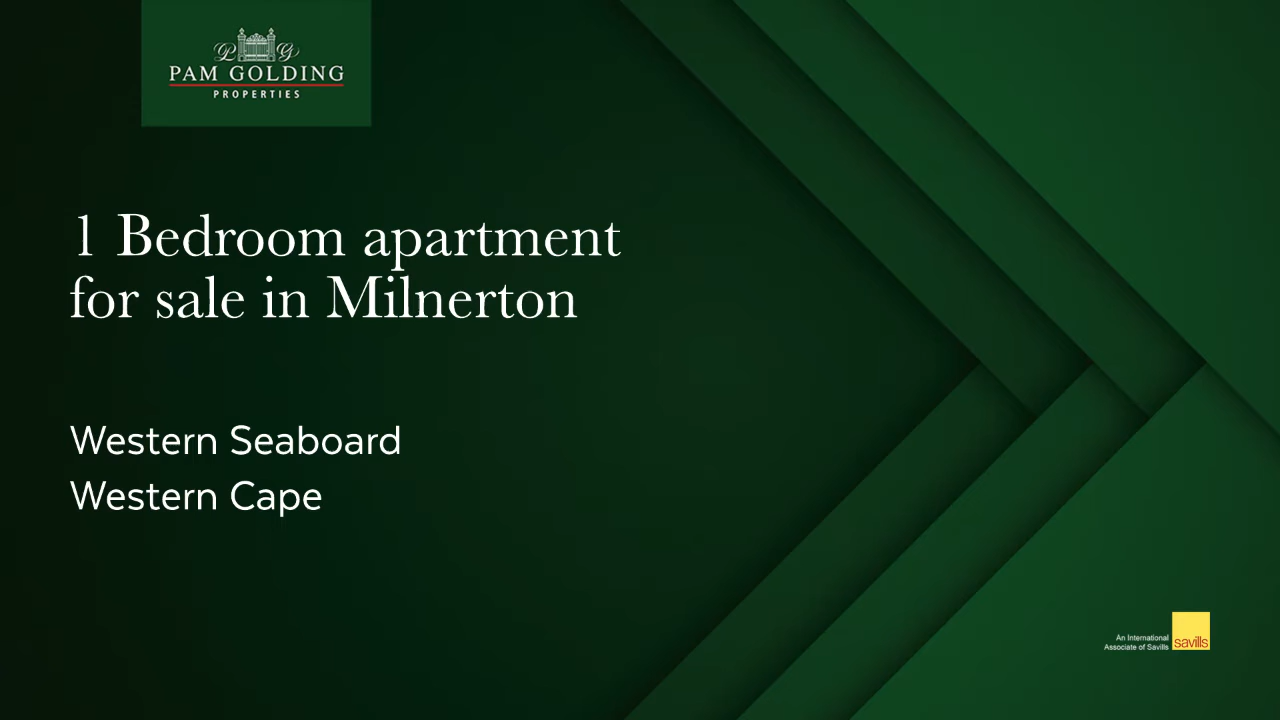 PG
PAM GOLDING
PROPERTIES
1 Bedroom apartment
for sale in Milnerton
Western Seaboard
Western Cape
An International
Associate of Savills
savills